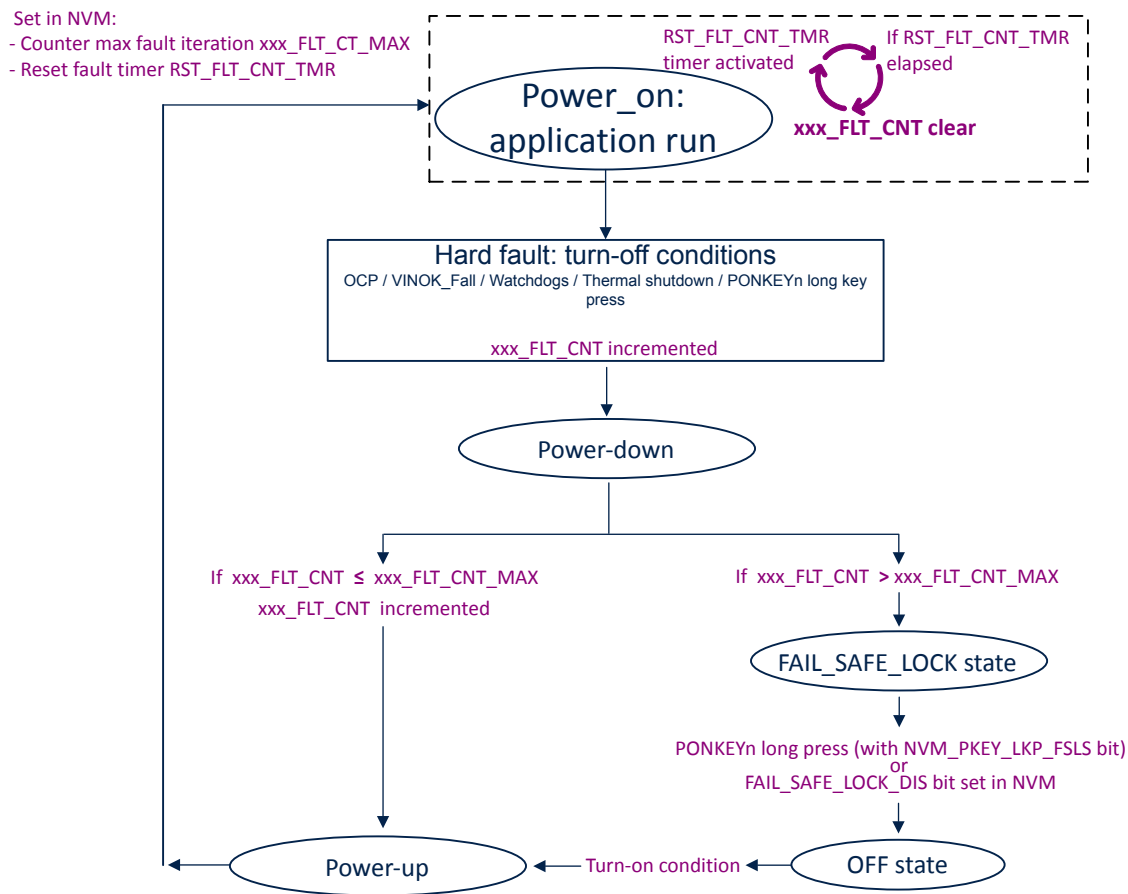 Set in NVM:
- Counter max fault iteration xxx_FLT_CT_MAX
- Reset fault timer RST_FLT_CNT_TMR
RST_FLT_CNT_TMR
timer activated
If RST_FLT_CNT_TMR
elapsed
xxx_FLT_CNT clear
Power_on:
application run
Hard fault: turn-off conditions
OCP / VINOK_Fall / Watchdogs / Thermal shutdown / PONKEYn long key
press
xxx_FLT_CNT incremented
Power-down
If xxx_FLT_CNT ≤ xxx_FLT_CNT_MAX
xxx_FLT_CNT incremented
If xxx_FLT_CNT > xxx_FLT_CNT_MAX
FAIL_SAFE_LOCK state
PONKEYn long press (with NVM_PKEY_LKP_FSLS bit)
or
FAIL_SAFE_LOCK_DIS bit set in NVM
Power-up
Turn-on condition
OFF state